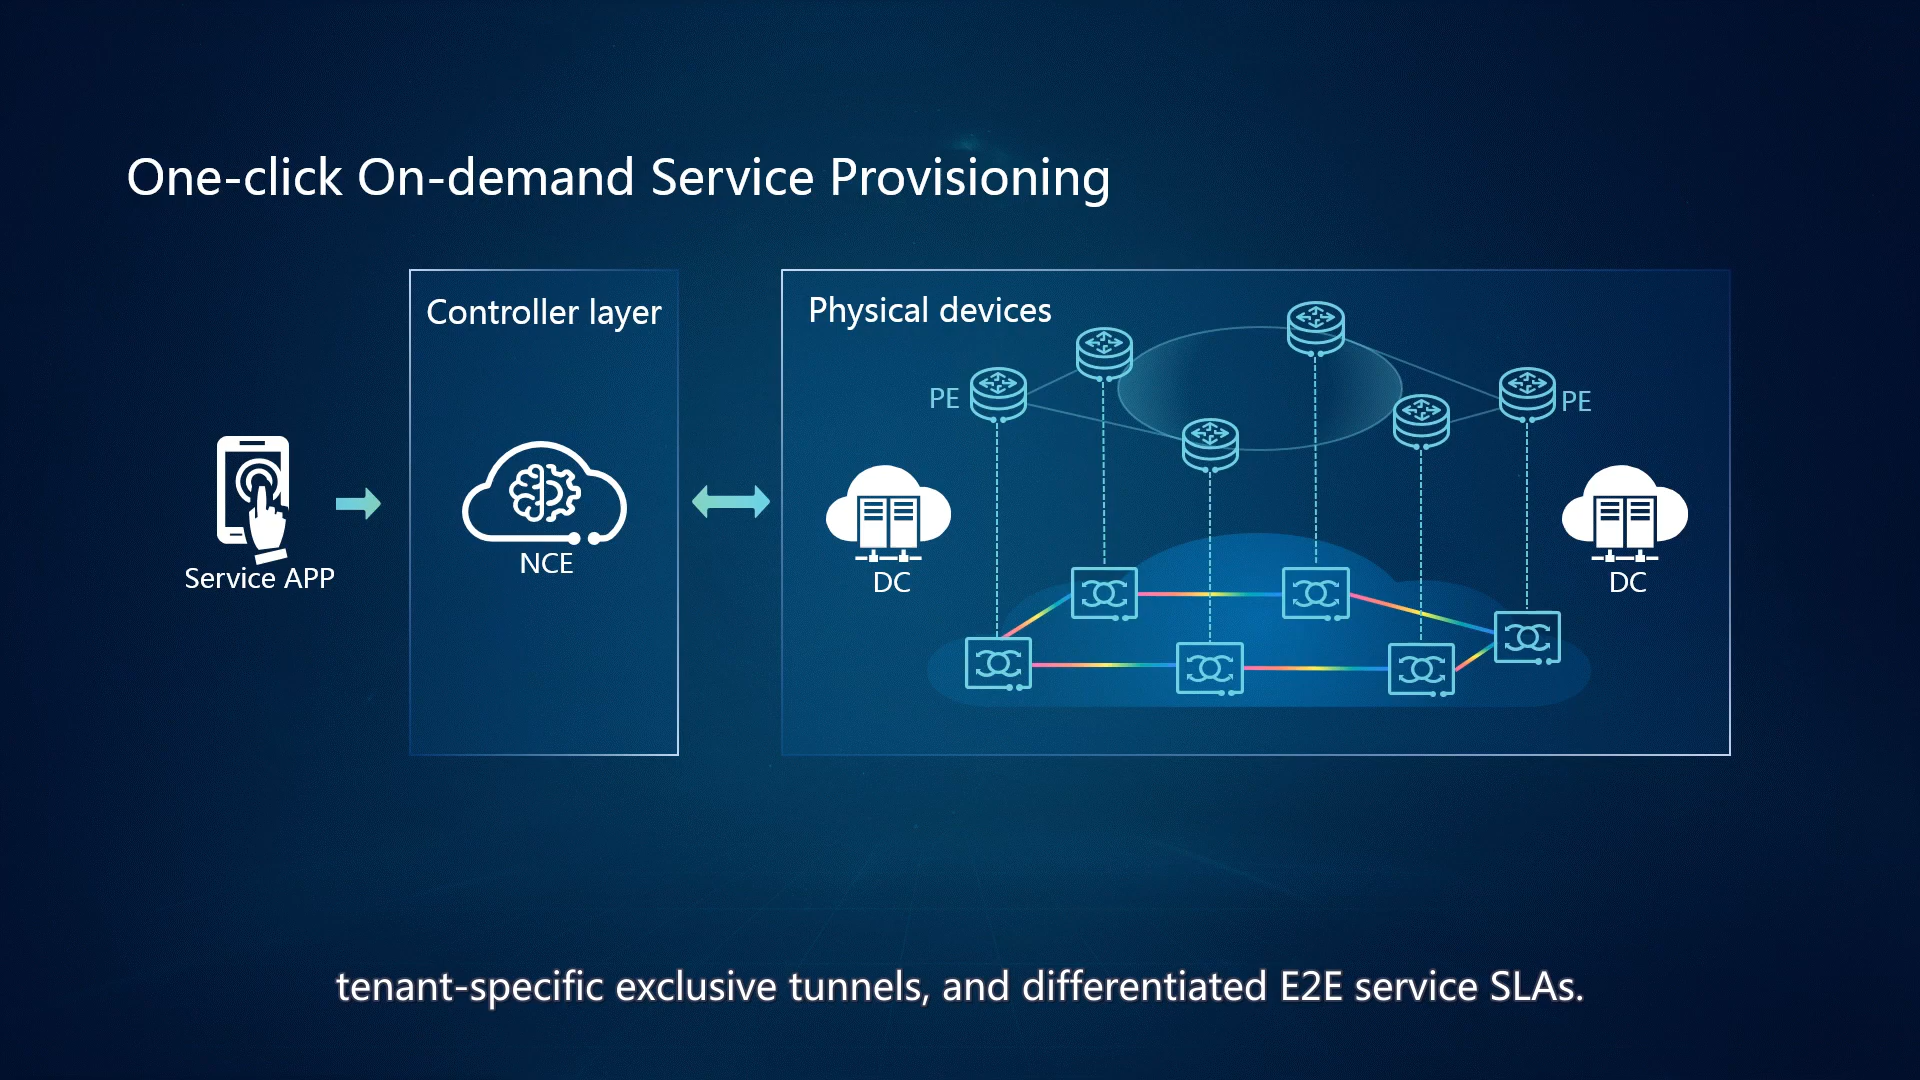 One-click On-demand Service Provisioning
Controller layer
Physical devices
PE
PE
Service APP
NCE
DC
DC
tenant-specific exclusive tunnels, and differentiated E2E service SLAs.